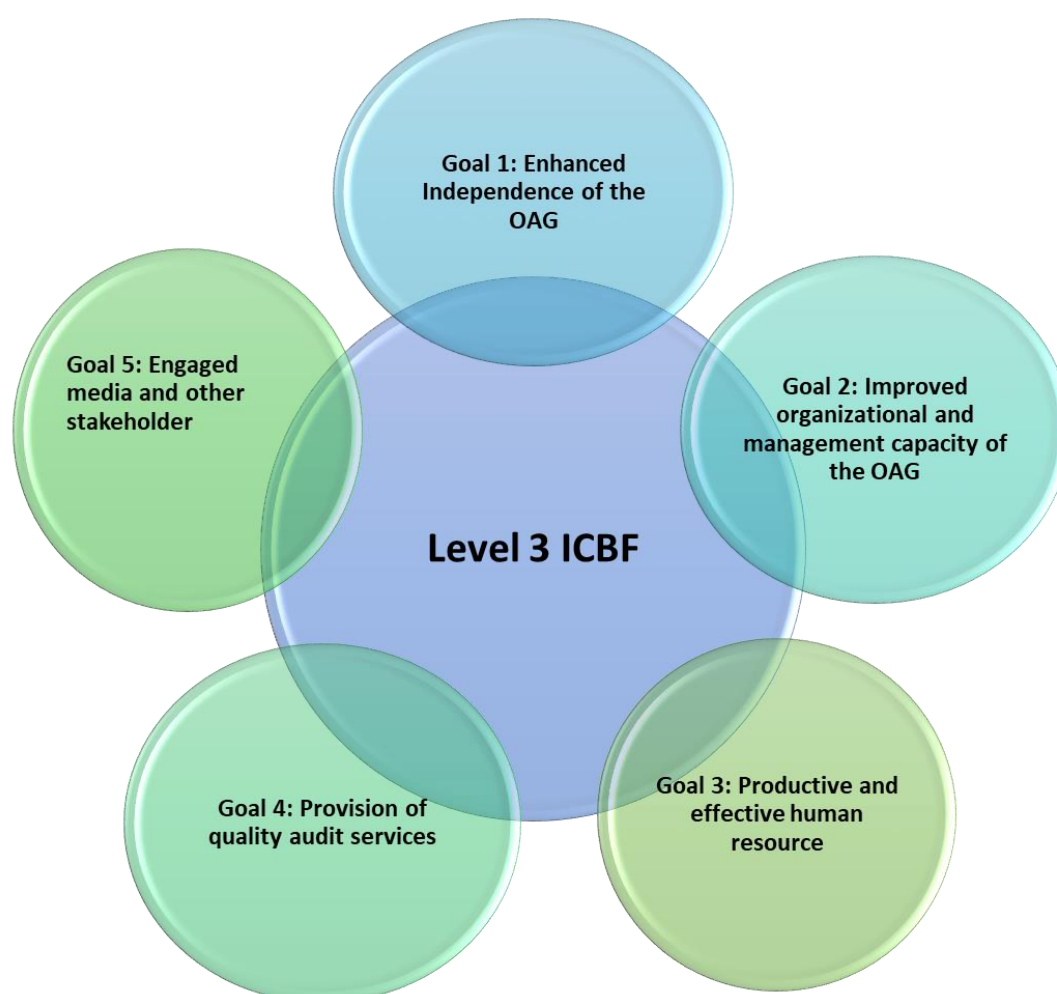 Goal 1: Enhanced
Independence of the
OAG
Goal 2: Improved
organizational and
management capacity of
the OAG
Goal 3: Productive and
effective human
resource
Goal 4: Provision of
quality audit services
Goal 5: Engaged
media and other
stakeholder
Level 3 ICBF